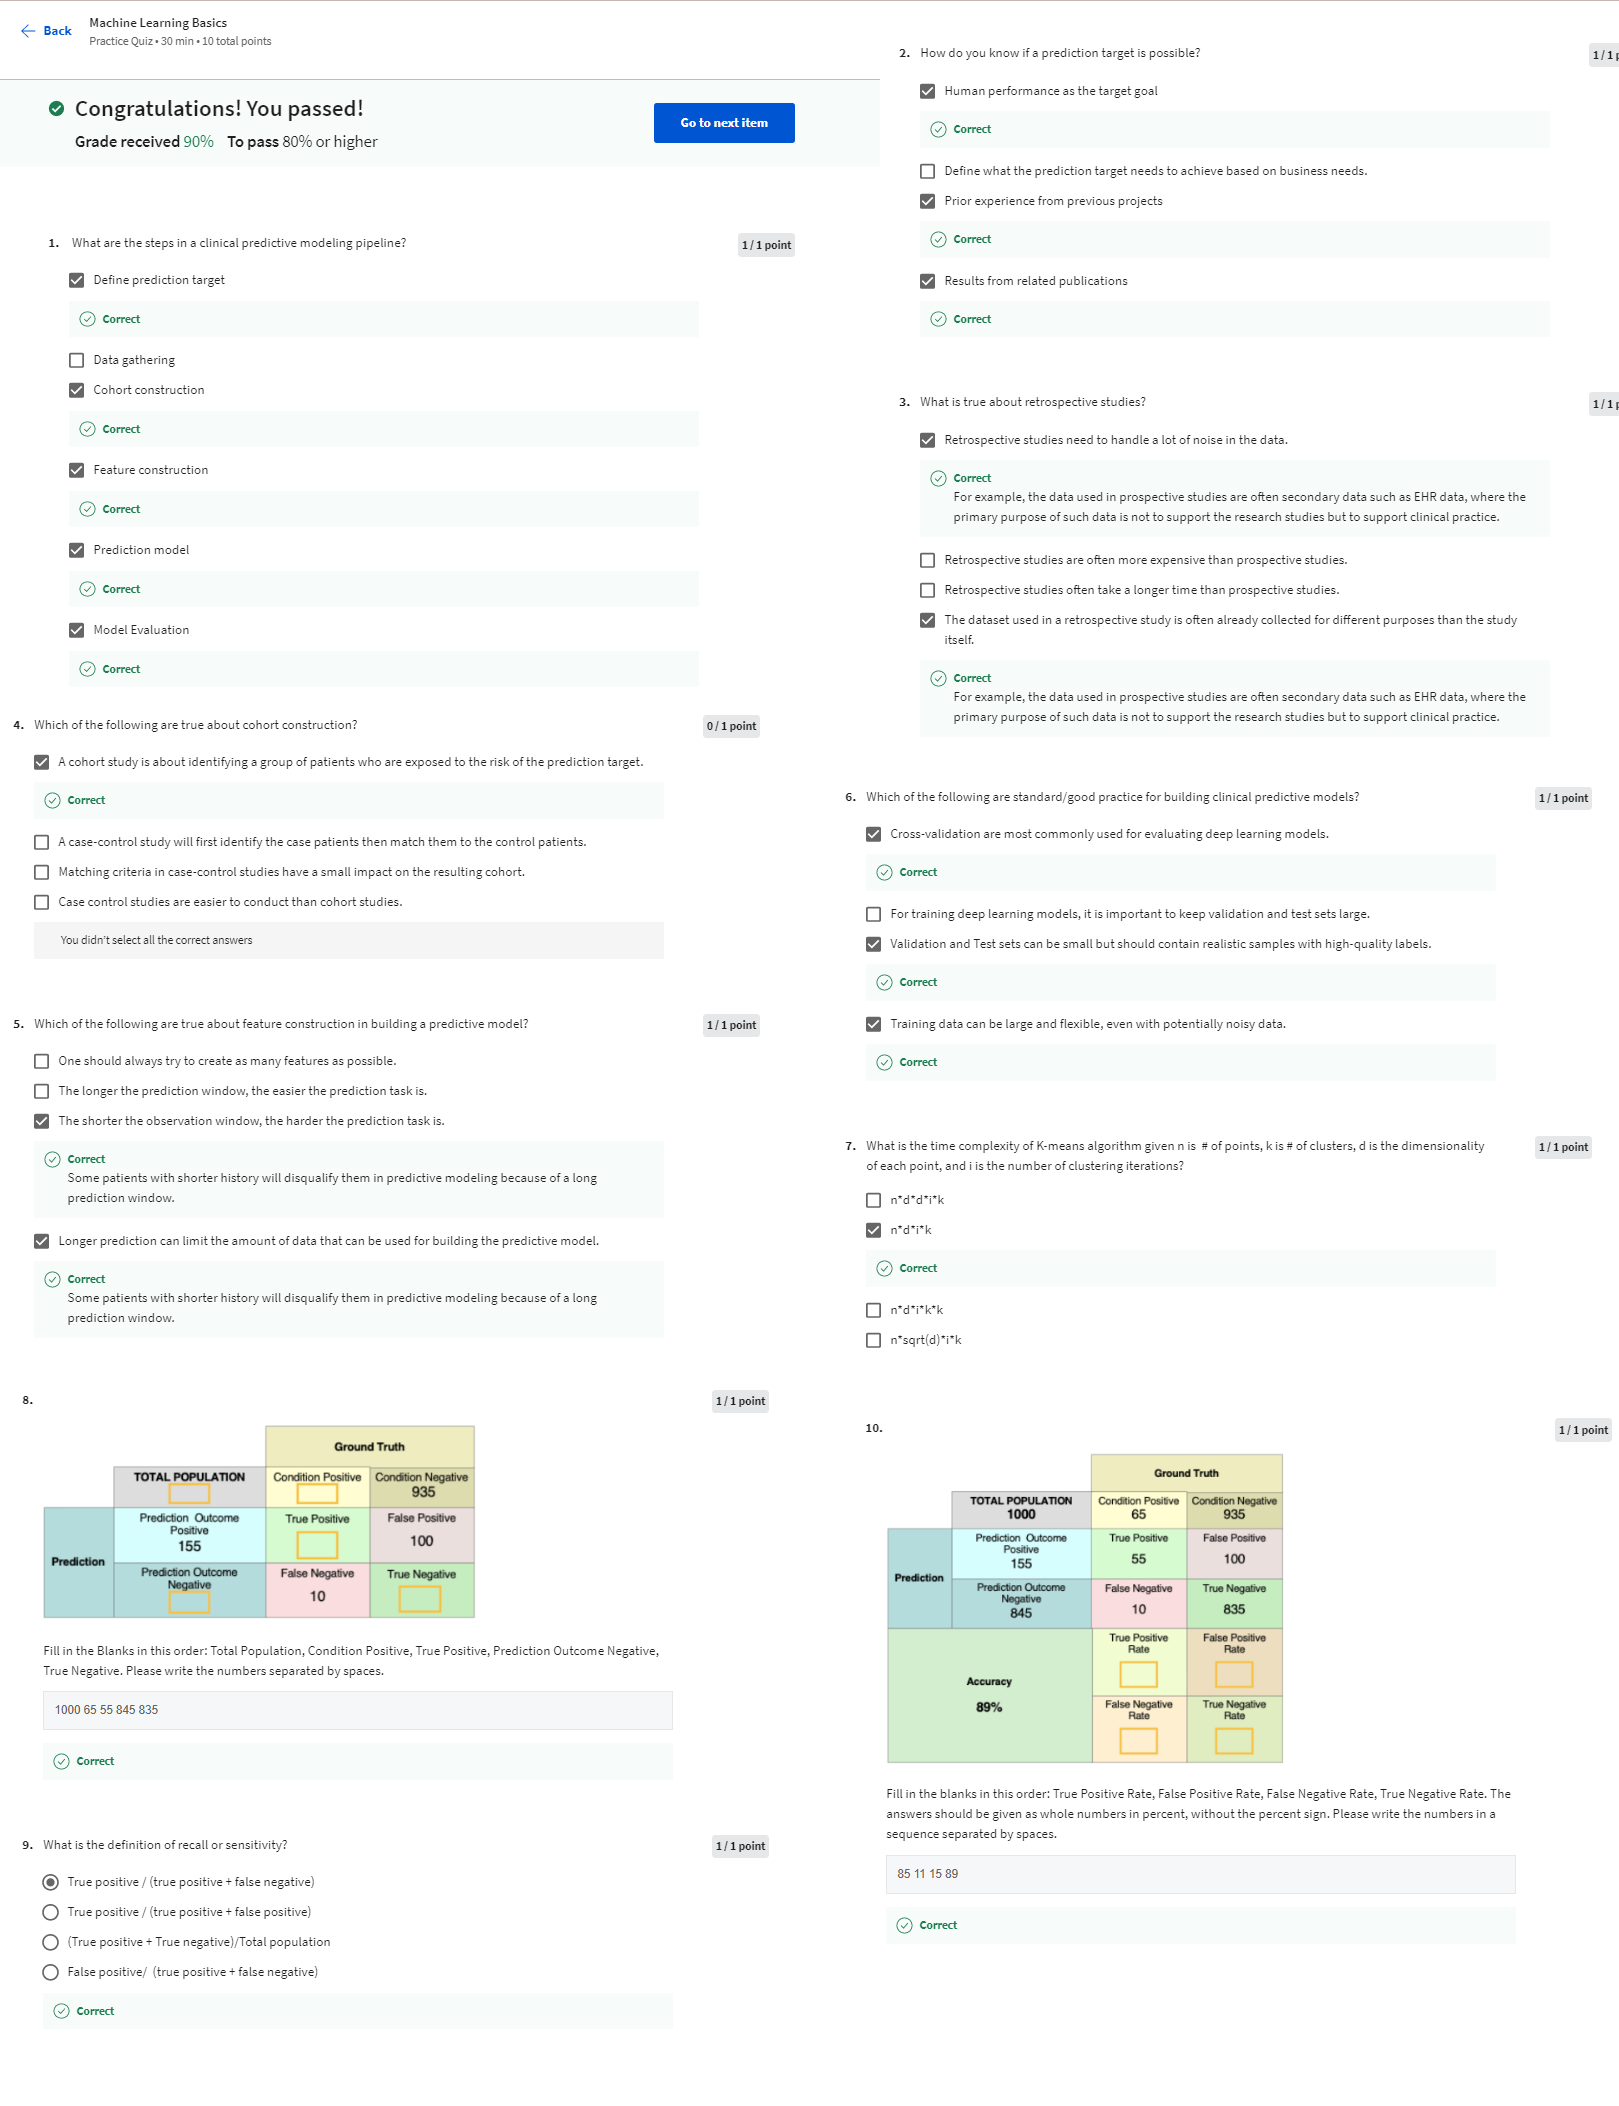 Back
Machine Learning Basics
Practice Quiz • 30 min • 10 total points
Congratulations! You passed!
Grade received 90% To pass 80% or higher
Go to next item
1. What are the steps in a clinical predictive modeling pipeline?
1 / 1 point
Define prediction target
Correct
Data gathering
Cohort construction
Correct
Feature construction
Correct
Prediction model
Correct
Model Evaluation
Correct
2. How do you know if a prediction target is possible?
1 / 1 p
Human performance as the target goal
Correct
Define what the prediction target needs to achieve based on business needs.
Prior experience from previous projects
Correct
Results from related publications
Correct
3. What is true about retrospective studies?
1 / 1 p
Retrospective studies need to handle a lot of noise in the data.
Correct
For example, the data used in prospective studies are often secondary data such as EHR data, where the
primary purpose of such data is not to support the research studies but to support clinical practice.
Retrospective studies are often more expensive than prospective studies.
Retrospective studies often take a longer time than prospective studies.
The dataset used in a retrospective study is often already collected for different purposes than the study
itself.
Correct
For example, the data used in prospective studies are often secondary data such as EHR data, where the
primary purpose of such data is not to support the research studies but to support clinical practice.
4. Which of the following are true about cohort construction?
0 / 1 point
A cohort study is about identifying a group of patients who are exposed to the risk of the prediction target.
Correct
A case-control study will first identify the case patients then match them to the control patients.
Matching criteria in case-control studies have a small impact on the resulting cohort.
Case control studies are easier to conduct than cohort studies.
You didn't select all the correct answers
5. Which of the following are true about feature construction in building a predictive model?
1 / 1 point
One should always try to create as many features as possible.
The longer the prediction window, the easier the prediction task is.
The shorter the observation window, the harder the prediction task is.
Correct
Some patients with shorter history will disqualify them in predictive modeling because of a long
prediction window.
Longer prediction can limit the amount of data that can be used for building the predictive model.
Correct
Some patients with shorter history will disqualify them in predictive modeling because of a long
prediction window.
6. Which of the following are standard/good practice for building clinical predictive models?
1 / 1 point
Cross-validation are most commonly used for evaluating deep learning models.
Correct
For training deep learning models, it is important to keep validation and test sets large.
Validation and Test sets can be small but should contain realistic samples with high-quality labels.
Correct
Training data can be large and flexible, even with potentially noisy data.
Correct
7. What is the time complexity of K-means algorithm given n is # of points, k is # of clusters, d is the dimensionality
of each point, and i is the number of clustering iterations?
1 / 1 point
n*d*d*i*k
n*d*i*k
Correct
n*d*i*k*k
n*sqrt(d)*i*k
8.
1 / 1 point
Ground Truth
TOTAL POPULATION Condition Positive Condition Negative
935
Prediction Outcome True Positive False Positive
Positive
155 100
Prediction
Prediction Outcome False Negative True Negative
Negative
10
Fill in the Blanks in this order: Total Population, Condition Positive, True Positive, Prediction Outcome Negative,
True Negative. Please write the numbers separated by spaces.
1000 65 55 845 835
Correct
9. What is the definition of recall or sensitivity?
1 / 1 point
True positive / (true positive + false negative)
True positive / (true positive + false positive)
(True positive + True negative)/Total population
False positive/ (true positive + false negative)
Correct
10.
1 / 1 point
Ground Truth
TOTAL POPULATION Condition Positive Condition Negative
1000 65 935
Prediction Outcome True Positive False Positive
Positive
155 55 100
Prediction
Prediction Outcome False Negative True Negative
Negative
845 10 835
True Positive False Positive
Rate Rate
Accuracy
89%
False Negative True Negative
Rate Rate
Fill in the blanks in this order: True Positive Rate, False Positive Rate, False Negative Rate, True Negative Rate. The
answers should be given as whole numbers in percent, without the percent sign. Please write the numbers in a
sequence separated by spaces.
85 11 15 89
Correct